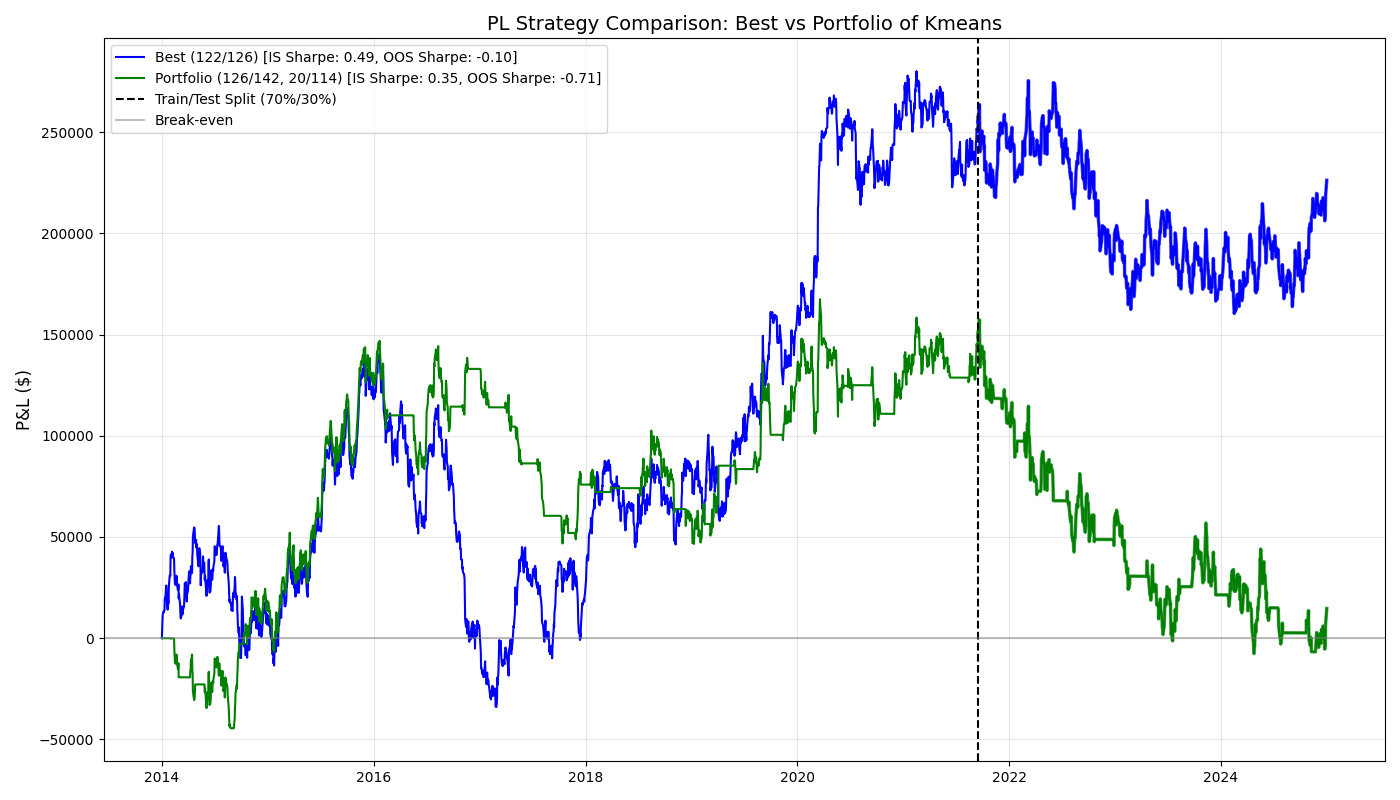 PL Strategy Comparison: Best vs Portfolio of Kmeans
Best (122/126) [IS Sharpe: 0.49, OOS Sharpe: -0.10]
Portfolio (126/142, 20/114) [IS Sharpe: 0.35, OOS Sharpe: -0.71]
Train/Test Split (70%/30%)
Break-even
P&L ($)
250000
200000
150000
100000
50000
0
−50000
2014 2016 2018 2020 2022 2024